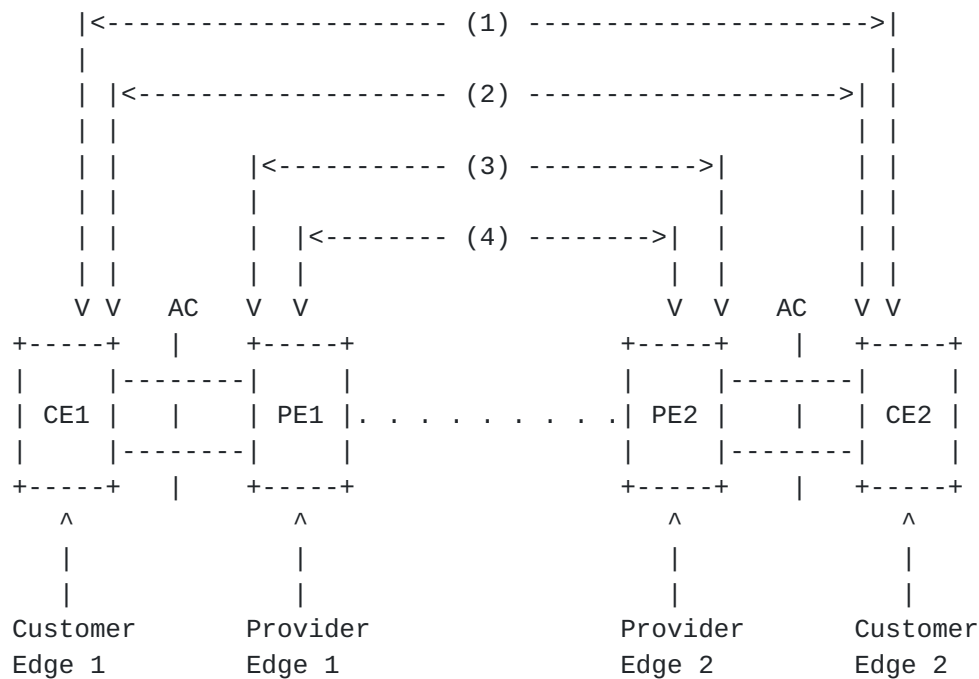 (1)
(2)
(3)
(4)
V V AC V V V V AC V V
CE1 PE1 . . . . . . . . . PE2 CE2
^ ^ ^ ^
Customer Provider Provider Customer
Edge 1 Edge 1 Edge 2 Edge 2